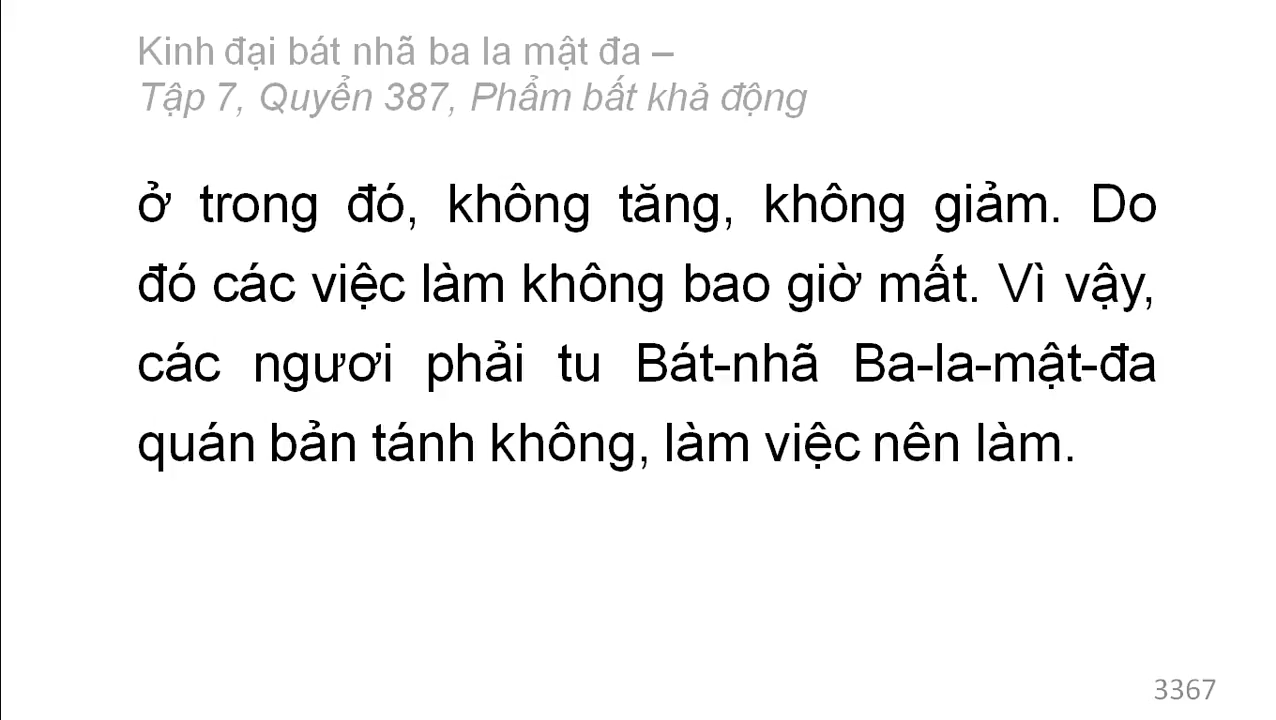 Kinh đại bát nhã ba la mật đa –
Tập 7, Quyển 387, Phẩm bất khả động
ở trong đó, không tăng, không giảm. Do
đó các việc làm không bao giờ mất. Vì vậy,
các ngươi phải tu Bát-nhã Ba-la-mật-đa
quán bản tánh không, làm việc nên làm.
3367